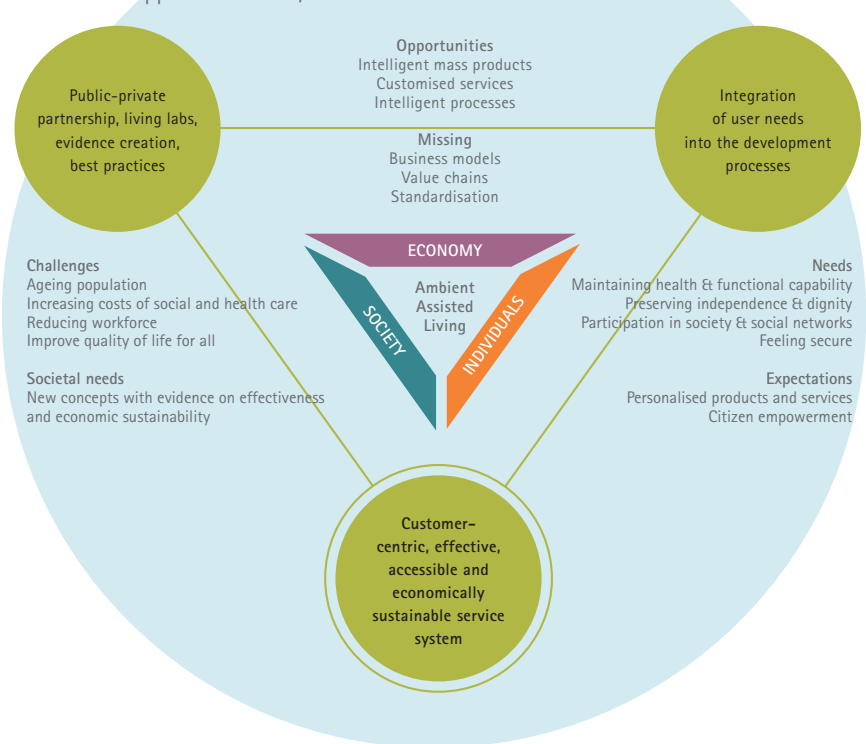 Opportunities
Intelligent mass products
Customised services
Intelligent processes
Public-private
partnership, living labs,
evidence creation,
best practices
Integration
of user needs
into the development
processes
Missing
Business models
Value chains
Standardisation
ECONOMY
SOCIETY
INDIVIDUALS
Ambient
Assisted
Living
Challenges
Ageing population
Increasing costs of social and health care
Reducing workforce
Improve quality of life for all
Societal needs
New concepts with evidence on effectiveness
and economic sustainability
Needs
Maintaining health & functional capability
Preserving independence & dignity
Participation in society & social networks
Feeling secure
Expectations
Personalised products and services
Citizen empowerment
Customer-
centric, effective,
accessible and
economically
sustainable service
system